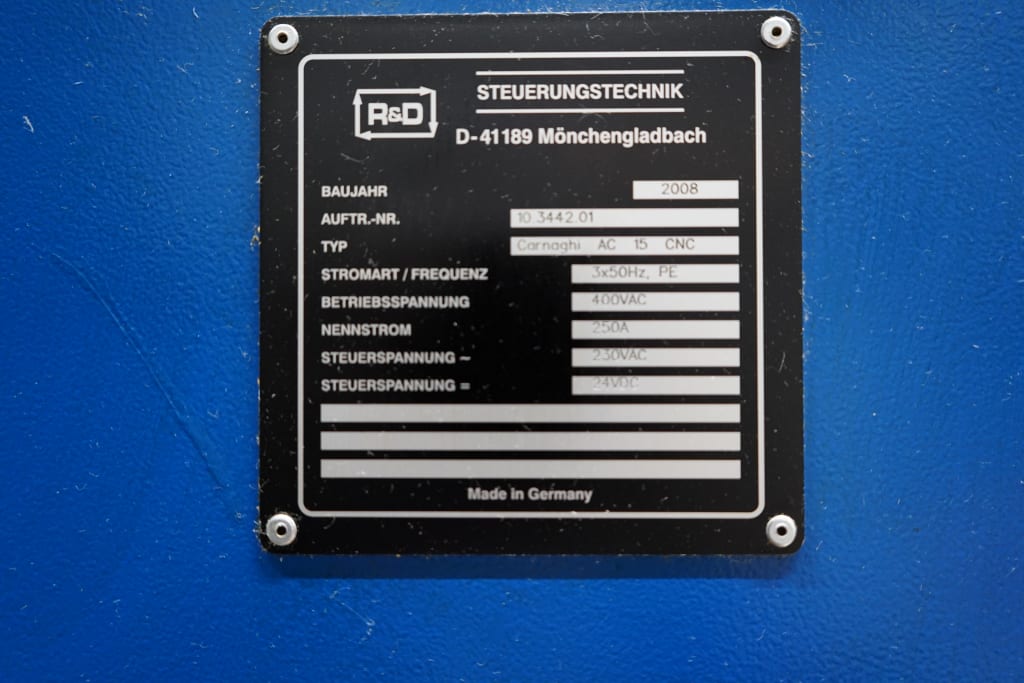 R&D
STEUERUNGSTECHNIK
D-41189 Mönchengladbach
BAUJAHR 2008
AUFTR.-NR. 10.3442.01
TYP Carnaghi AC 15 CNC
STROMART / FREQUENZ 3x50Hz, PE
BETRIEBSSPANNUNG 400VAC
NENNSTROM 250A
STEUERSPANNUNG ~ 230VAC
STEUERSPANNUNG = 24VDC
Made in Germany